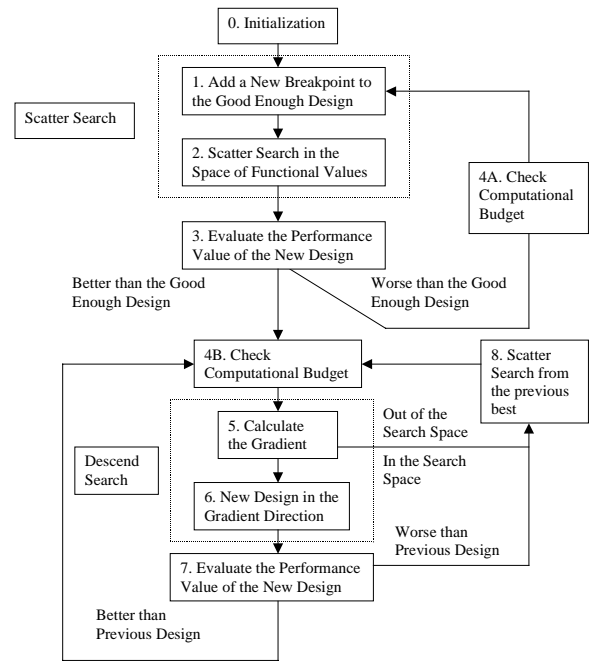 0. Initialization
1. Add a New Breakpoint to
the Good Enough Design
Scatter Search
2. Scatter Search in the
Space of Functional Values
4A. Check
Computational
Budget
3. Evaluate the Performance
Value of the New Design
Better than the Good
Enough Design
Worse than the Good
Enough Design
4B. Check
Computational Budget
8. Scatter
Search from
the previous
best
5. Calculate
the Gradient
Out of the
Search Space
In the Search
Space
Descend
Search
6. New Design in the
Gradient Direction
Worse than
Previous Design
7. Evaluate the Performance
Value of the New Design
Better than
Previous Design